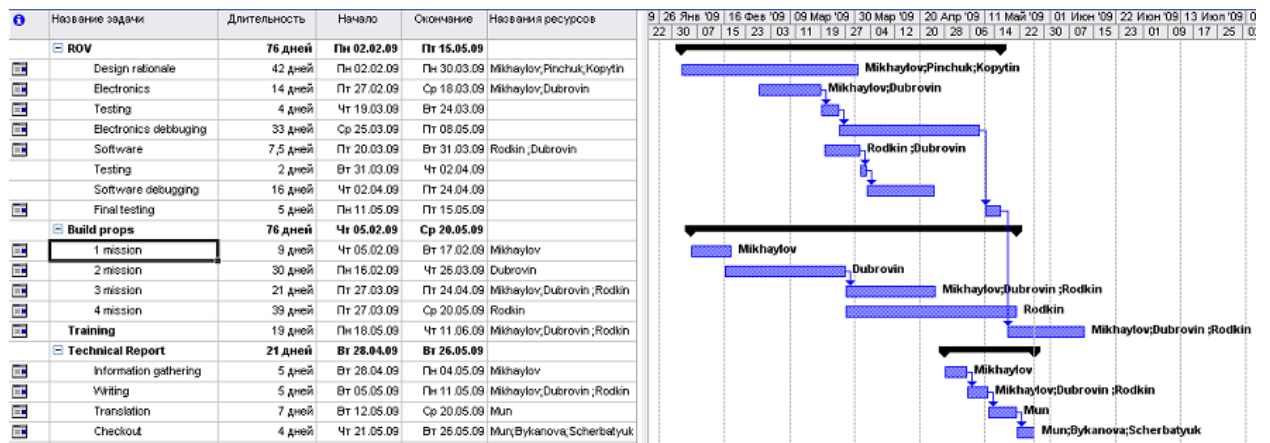 Название задачи Длительность Начало Окончание Названия ресурсов 9 26 Янв '09 16 Фев '09 09 Мар '09 30 Мар '09 20 Апр '09 11 Май '09 01 Июн '09 22 Июн '09 13 Июл '09 0
22 30 07 15 23 03 11 19 27 04 12 20 28 06 14 22 30 07 15 23 01 09 17 25 0
ROV 76 дней Пн 02.02.09 Пт 15.05.09
Design rationale 42 дней Пн 02.02.09 Пн 30.03.09 Mikhaylov;Pinchuk;Kopytin Mikhaylov;Pinchuk;Kopytin
Electronics 14 дней Пт 27.02.09 Ср 18.03.09 Mikhaylov;Dubrovin Mikhaylov;Dubrovin
Testing 4 дней Чт 19.03.09 Вт 24.03.09
Electronics debbuging 33 дней Ср 25.03.09 Пт 08.05.09
Software 7,5 дней Пт 20.03.09 Вт 31.03.09 Rodkin ;Dubrovin Rodkin ;Dubrovin
Testing 2 дней Вт 31.03.09 Чт 02.04.09
Software debugging 16 дней Чт 02.04.09 Пт 24.04.09
Final testing 5 дней Пн 11.05.09 Пт 15.05.09
Build props 76 дней Чт 05.02.09 Ср 20.05.09
1 mission 9 дней Чт 05.02.09 Вт 17.02.09 Mikhaylov Mikhaylov
2 mission 30 дней Пн 16.02.09 Чт 26.03.09 Dubrovin Dubrovin
3 mission 21 дней Пт 27.03.09 Пт 24.04.09 Mikhaylov;Dubrovin ;Rodkin Mikhaylov;Dubrovin ;Rodkin
4 mission 39 дней Пт 27.03.09 Ср 20.05.09 Rodkin Rodkin
Training 19 дней Пн 18.05.09 Чт 11.06.09 Mikhaylov;Dubrovin ;Rodkin Mikhaylov;Dubrovin ;Rodkin
Technical Report 21 дней Вт 28.04.09 Вт 26.05.09
Information gathering 5 дней Вт 28.04.09 Пн 04.05.09 Mikhaylov Mikhaylov
Writing 5 дней Вт 05.05.09 Пн 11.05.09 Mikhaylov;Dubrovin ;Rodkin Mikhaylov;Dubrovin ;Rodkin
Translation 7 дней Вт 12.05.09 Ср 20.05.09 Mun Mun
Checkout 4 дней Чт 21.05.09 Вт 26.05.09 Mun;Bykanova;Scherbatyuk Mun;Bykanova;Scherbatyuk